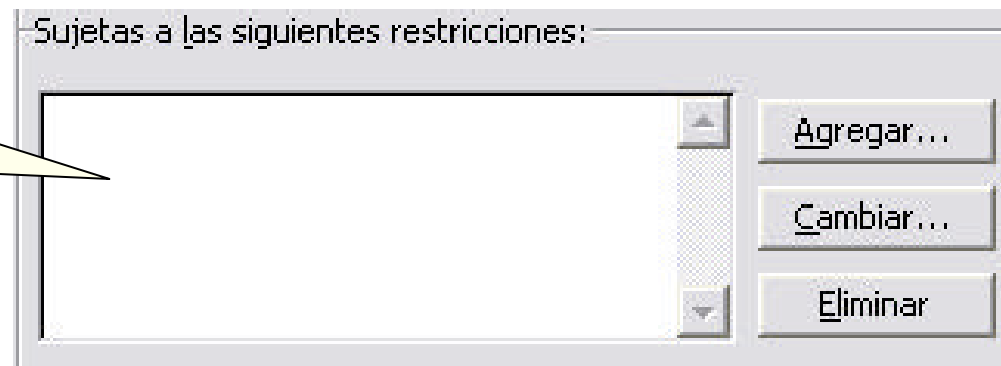 Sujetas a las siguientes restricciones:
Agregar...
Cambiar...
Eliminar